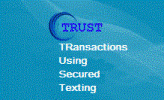 TRUST
TRansactions
Using
Secured
Texting